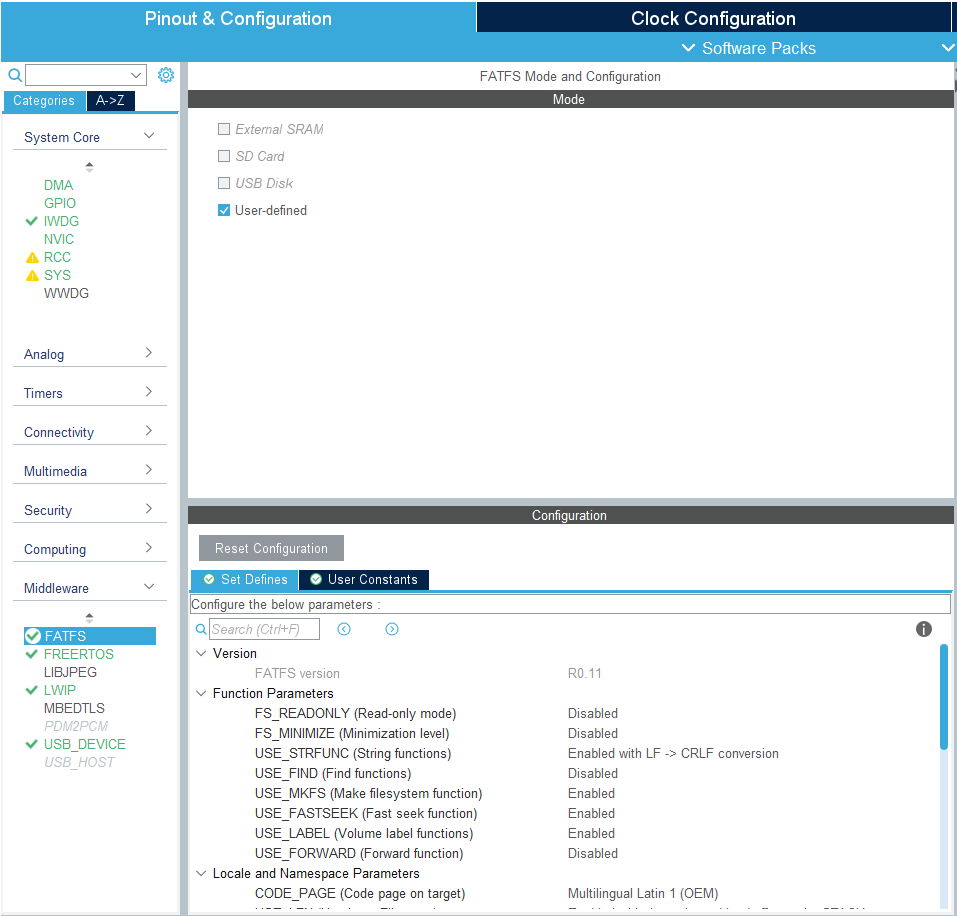 Pinout & Configuration
Clock Configuration
Software Packs
Categories
A->Z
System Core
DMA
GPIO
IWDG
NVIC
RCC
SYS
WWDG
Analog
Timers
Connectivity
Multimedia
Security
Computing
Middleware
FATFS
FREERTOS
LIBJPEG
LWIP
MBEDTLS
PDM2PCM
USB_DEVICE
USB_HOST
FATFS Mode and Configuration
Mode
External SRAM
SD Card
USB Disk
User-defined
Configuration
Reset Configuration
Set Defines
User Constants
Configure the below parameters :
Search (Ctrl+F)
Version
FATFS version R0.11
Function Parameters
FS_READONLY (Read-only mode) Disabled
FS_MINIMIZE (Minimization level) Disabled
USE_STRFUNC (String functions) Enabled with LF -> CRLF conversion
USE_FIND (Find functions) Disabled
USE_MKFS (Make filesystem function) Enabled
USE_FASTSEEK (Fast seek function) Enabled
USE_LABEL (Volume label functions) Enabled
USE_FORWARD (Forward function) Disabled
Locale and Namespace Parameters
CODE_PAGE (Code page on target) Multilingual Latin 1 (OEM)